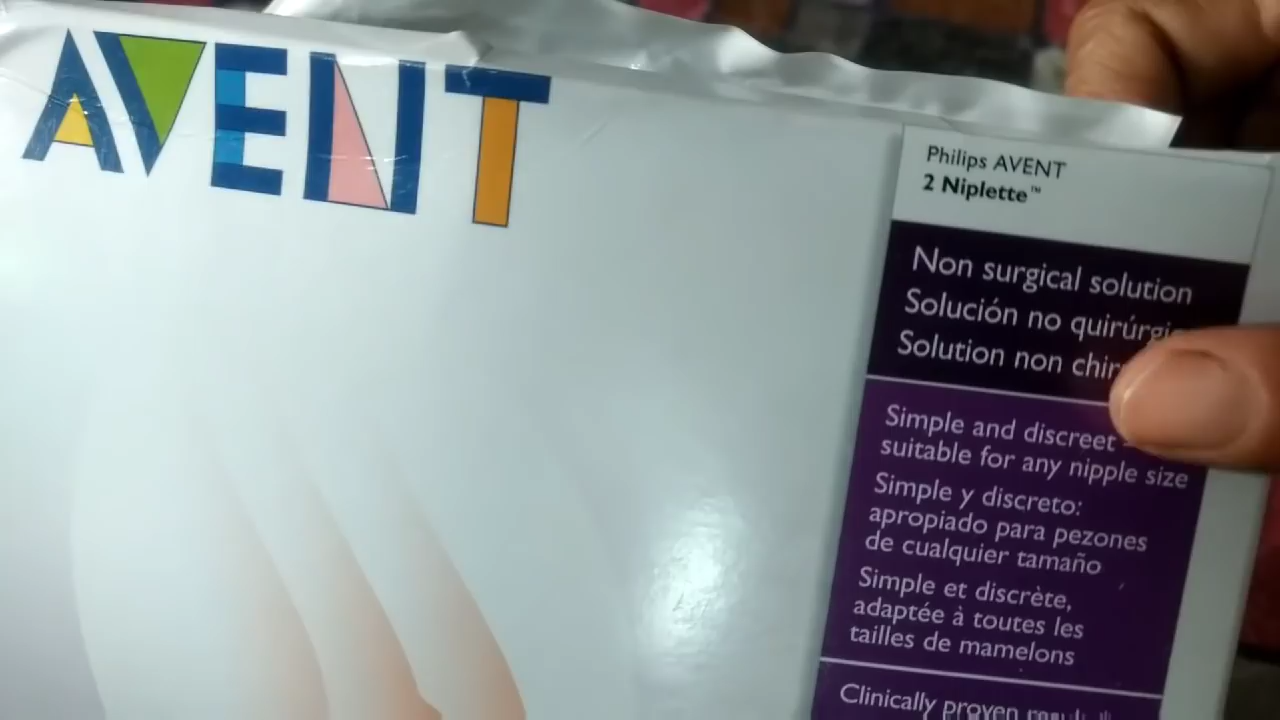 AVENT
Philips AVENT
2 Niplette™
Non surgical solution
Solución no
Solution non
Simple and discreet
suitable for any nipple size
Simple y discreto:
apropiado para pezones
de cualquier tamaño
Simple et discrète,
adaptée à toutes les
tailles de mamelons
Clinically proven